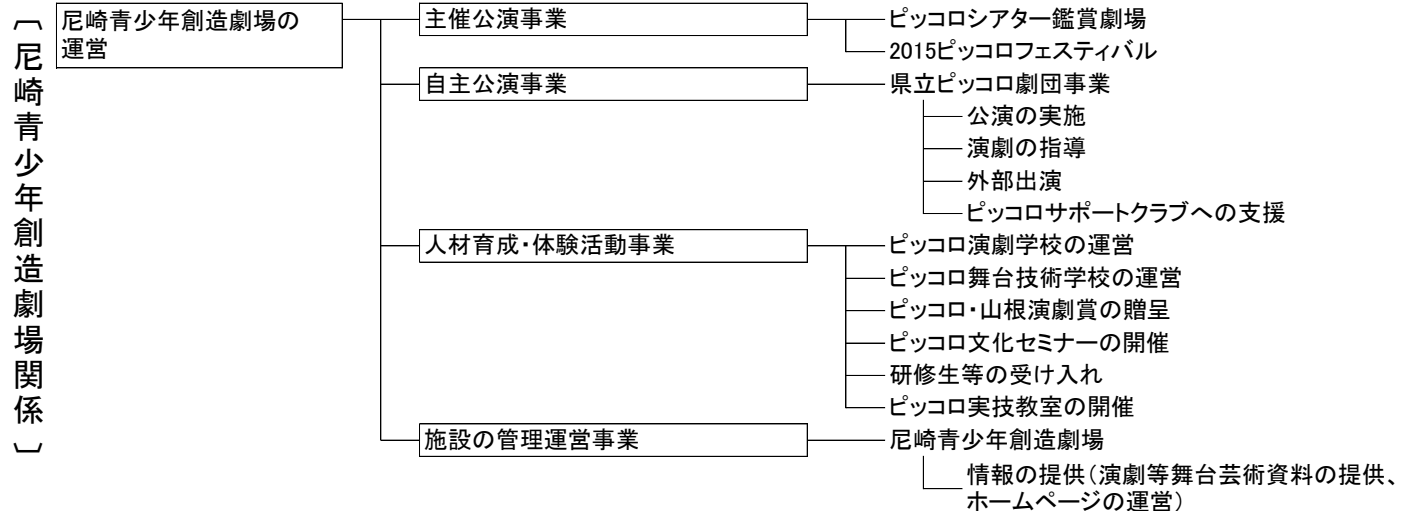 〔尼崎青少年創造劇場関係〕
尼崎青少年創造劇場の
運営
主催公演事業
ピッコロシアター鑑賞劇場
2015ピッコロフェスティバル
自主公演事業
県立ピッコロ劇団事業
公演の実施
演劇の指導
外部出演
ピッコロサポートクラブへの支援
人材育成・体験活動事業
ピッコロ演劇学校の運営
ピッコロ舞台技術学校の運営
ピッコロ・山根演劇賞の贈呈
ピッコロ文化セミナーの開催
研修生等の受け入れ
ピッコロ実技教室の開催
施設の管理運営事業
尼崎青少年創造劇場
情報の提供（演劇等舞台芸術資料の提供、
ホームページの運営）